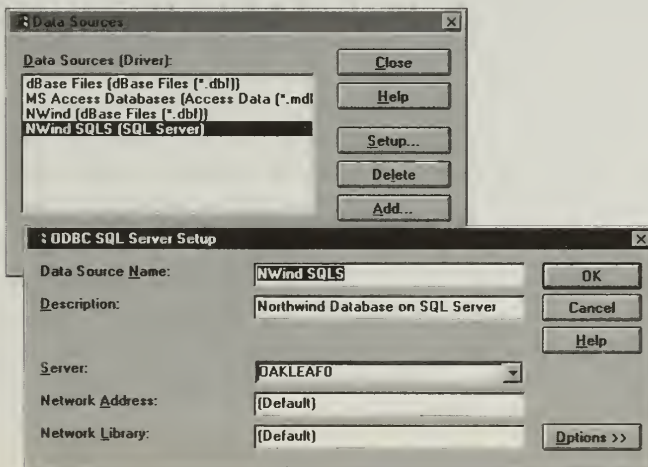 Data Sources
Data Sources (Driver):
dBase Files (dBase Files (*.dbf))
MS Access Databases (Access Data (*.mdb
NWind (dBase Files (*.dbf))
NWind SQLS (SQL Server)
Close
Help
Setup...
Delete
Add...
ODBC SQL Server Setup
Data Source Name:
NWind SQLS
OK
Description:
Northwind Database on SQL Server
Cancel
Help
Server:
OAKLEAF0
Network Address:
(Default)
Network Library:
(Default)
Options >>